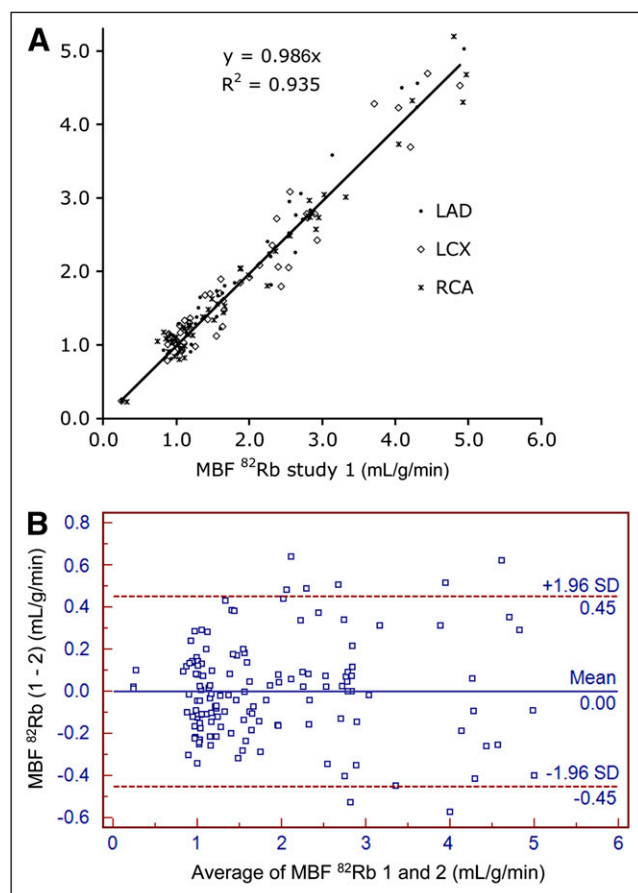 A
y = 0.986x
R² = 0.935
5.0
4.0
3.0
2.0
1.0
0.0
LAD
LCX
RCA
0.0 1.0 2.0 3.0 4.0 5.0 6.0
MBF ⁸²Rb study 1 (mL/g/min)
B
MBF ⁸²Rb (1 - 2) (mL/g/min)
0.8
0.6
0.4
0.2
0.0
-0.2
-0.4
-0.6
+1.96 SD
0.45
Mean
0.00
-1.96 SD
-0.45
0 1 2 3 4 5 6
Average of MBF ⁸²Rb 1 and 2 (mL/g/min)